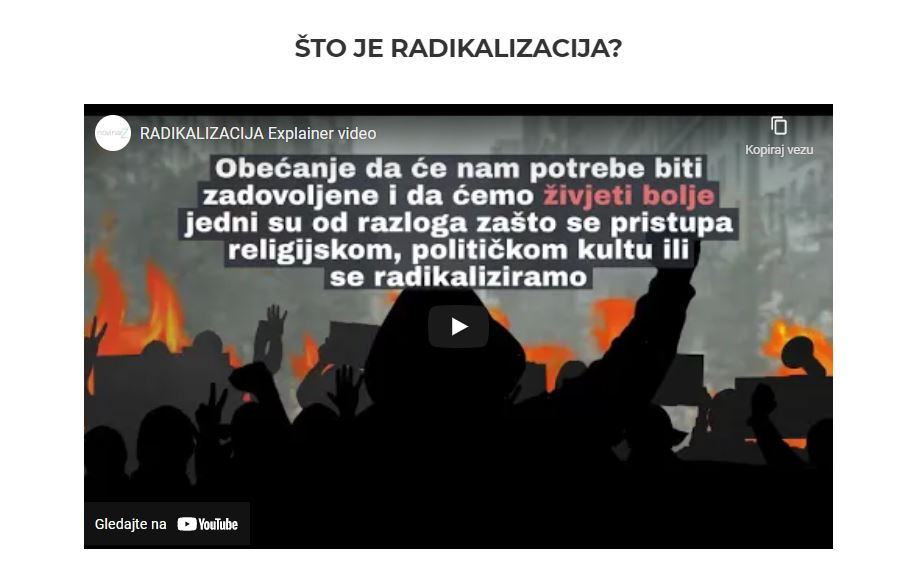 ŠTO JE RADIKALIZACIJA?
RADIKALIZACIJA Explainer video
Kopiraj vezu
Obećanje da će nam potrebe biti
zadovoljene i da ćemo živjeti bolje
jedni su od razloga zašto se pristupa
religijskom, političkom kultu ili
se radikaliziramo
Gledajte na YouTube